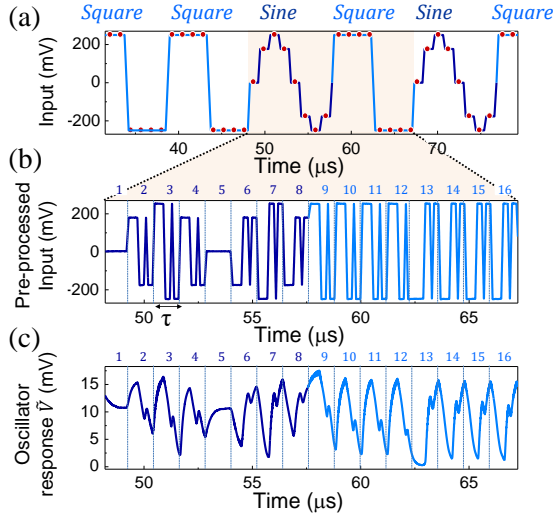 (a) Square Square Sine Square Sine Square
Input (mV)
200
0
-200
40 50 60 70
Time (μs)
(b) 1 2 3 4 5 6 7 8 9 10 11 12 13 14 15 16
Pre-processed
Input (mV)
200
0
-200
τ
50 55 60 65
Time (μs)
(c) 1 2 3 4 5 6 7 8 9 10 11 12 13 14 15 16
Oscillator
response Ṽ (mV)
15
10
5
0
50 55 60 65
Time (μs)